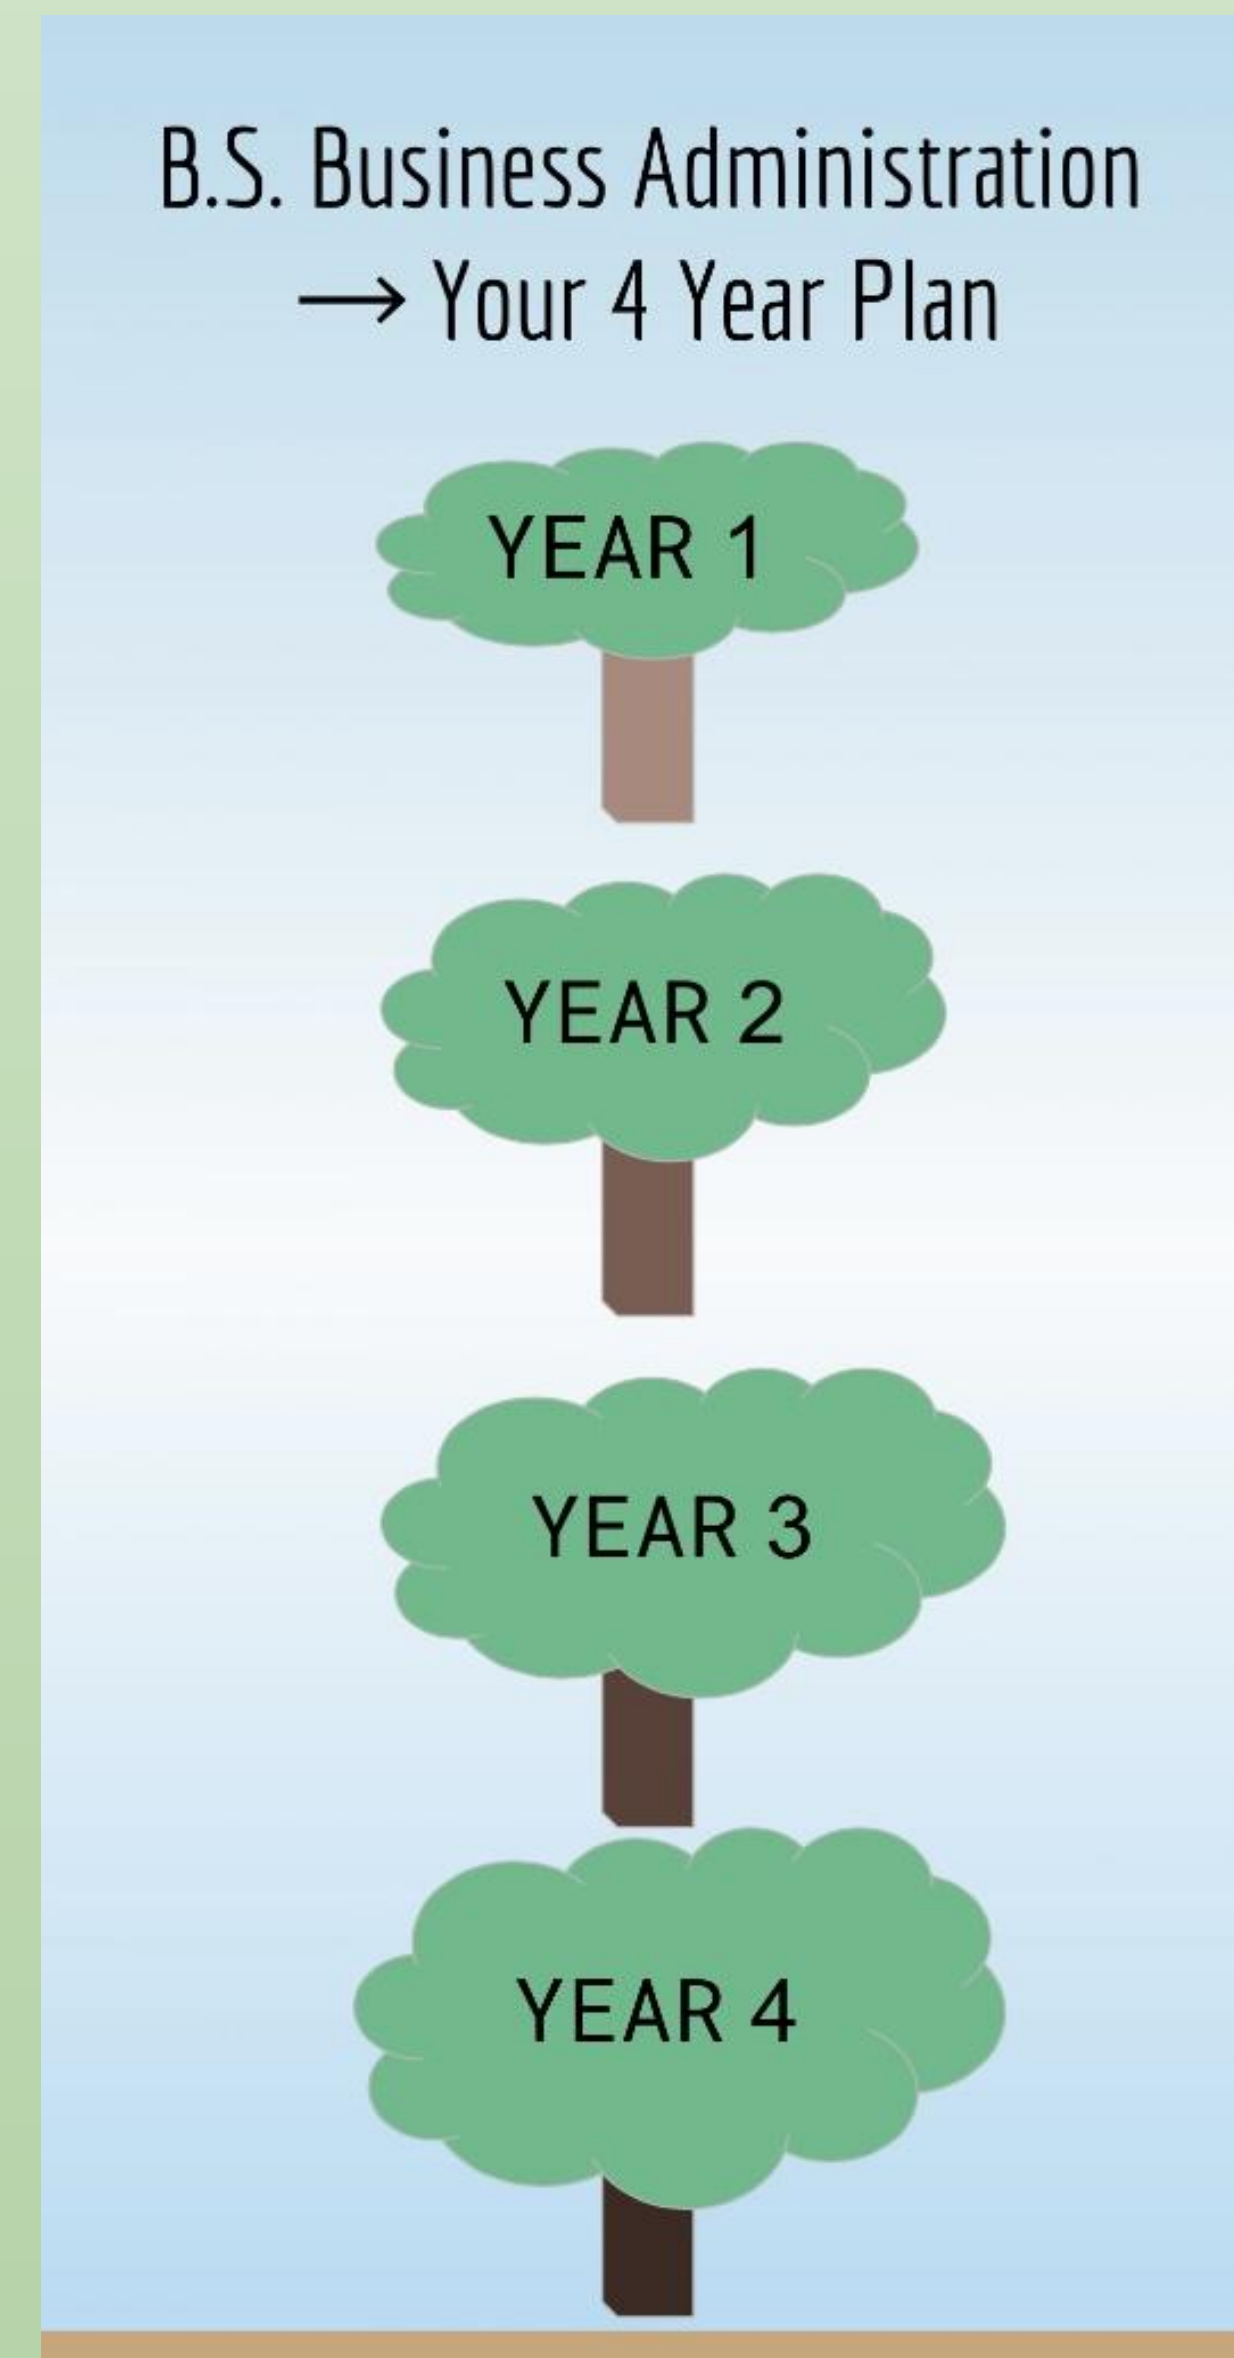 B.S. Business Administration
→ Your 4 Year Plan
YEAR 1
YEAR 2
YEAR 3
YEAR 4